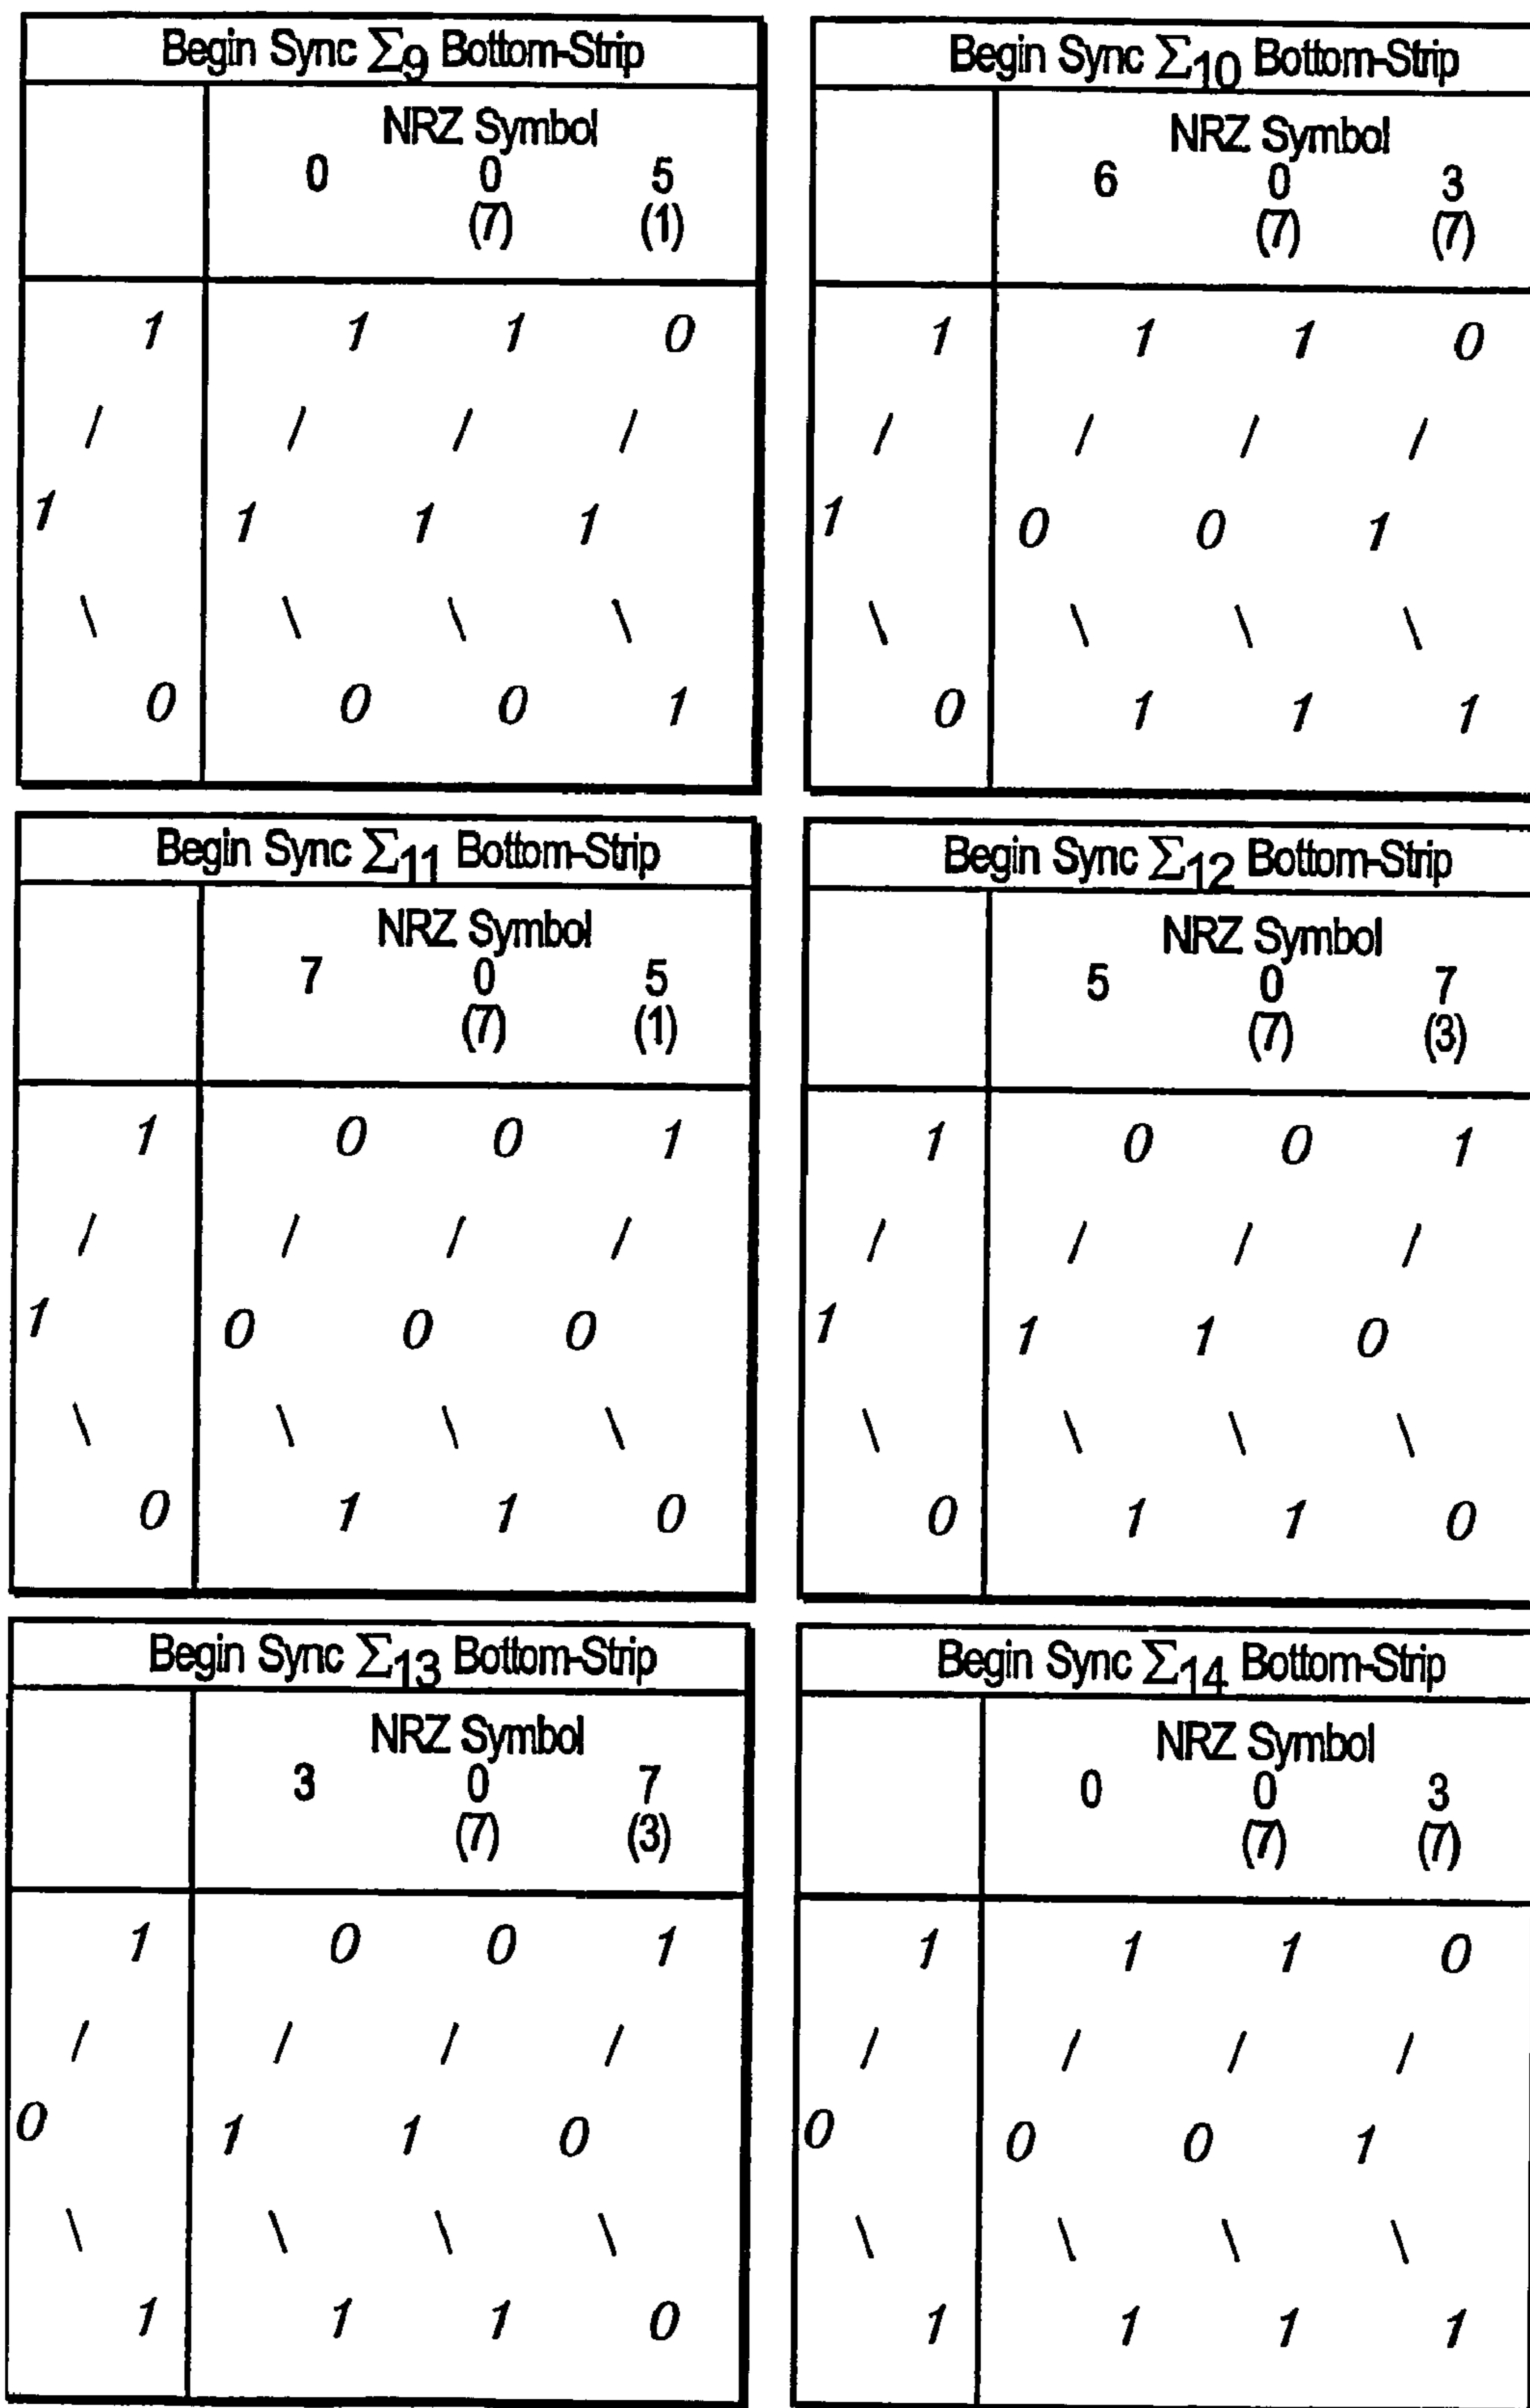 Begin Sync Σ9 Bottom-Strip
NRZ Symbol
0 0 5
(7) (1)
1 1 1 0
/ / / /
1 1 1 1
\ \ \ \
0 0 0 1
Begin Sync Σ10 Bottom-Strip
NRZ Symbol
6 0 3
(7) (7)
1 1 1 0
/ / / /
1 0 0 1
\ \ \ \
0 1 1 1
Begin Sync Σ11 Bottom-Strip
NRZ Symbol
7 0 5
(7) (1)
1 0 0 1
/ / / /
1 0 0 0
\ \ \ \
0 1 1 0
Begin Sync Σ12 Bottom-Strip
NRZ Symbol
5 0 7
(7) (3)
1 0 0 1
/ / / /
1 1 1 0
\ \ \ \
0 1 1 0
Begin Sync Σ13 Bottom-Strip
NRZ Symbol
3 0 7
(7) (3)
1 0 0 1
/ / / /
0 1 1 0
\ \ \ \
1 1 1 0
Begin Sync Σ14 Bottom-Strip
NRZ Symbol
0 0 3
(7) (7)
1 1 1 0
/ / / /
0 0 0 1
\ \ \ \
1 1 1 1